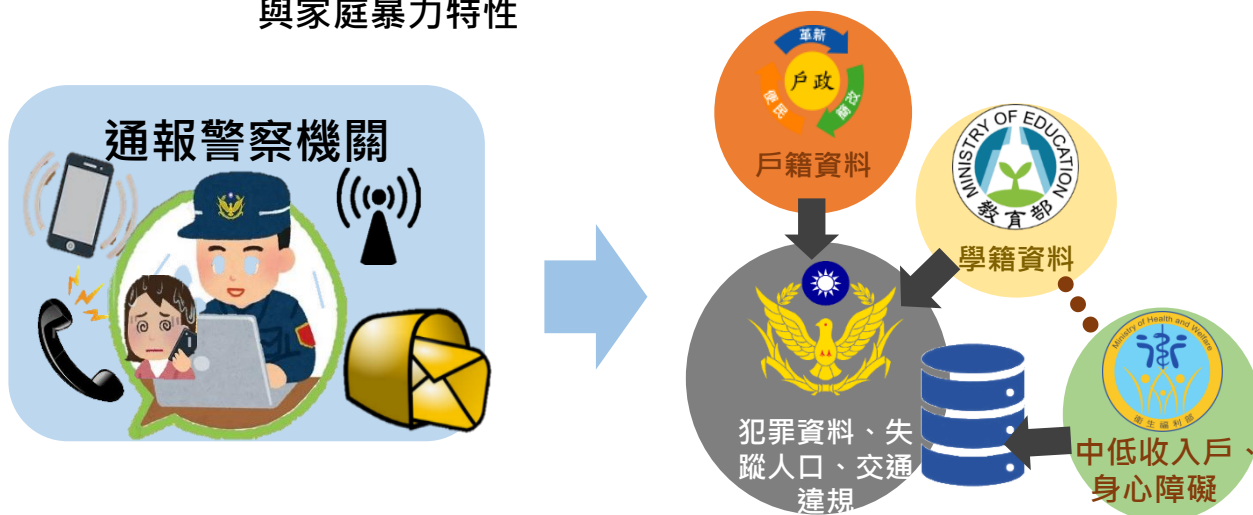 與家庭暴力特性
通報警察機關
革新
戶政
便民
簡政
戶籍資料
MINISTRY OF EDUCATION
教育部
學籍資料
犯罪資料、失
蹤人口、交通
違規
Ministry of Health and Welfare
衛生福利部
中低收入戶、
身心障礙